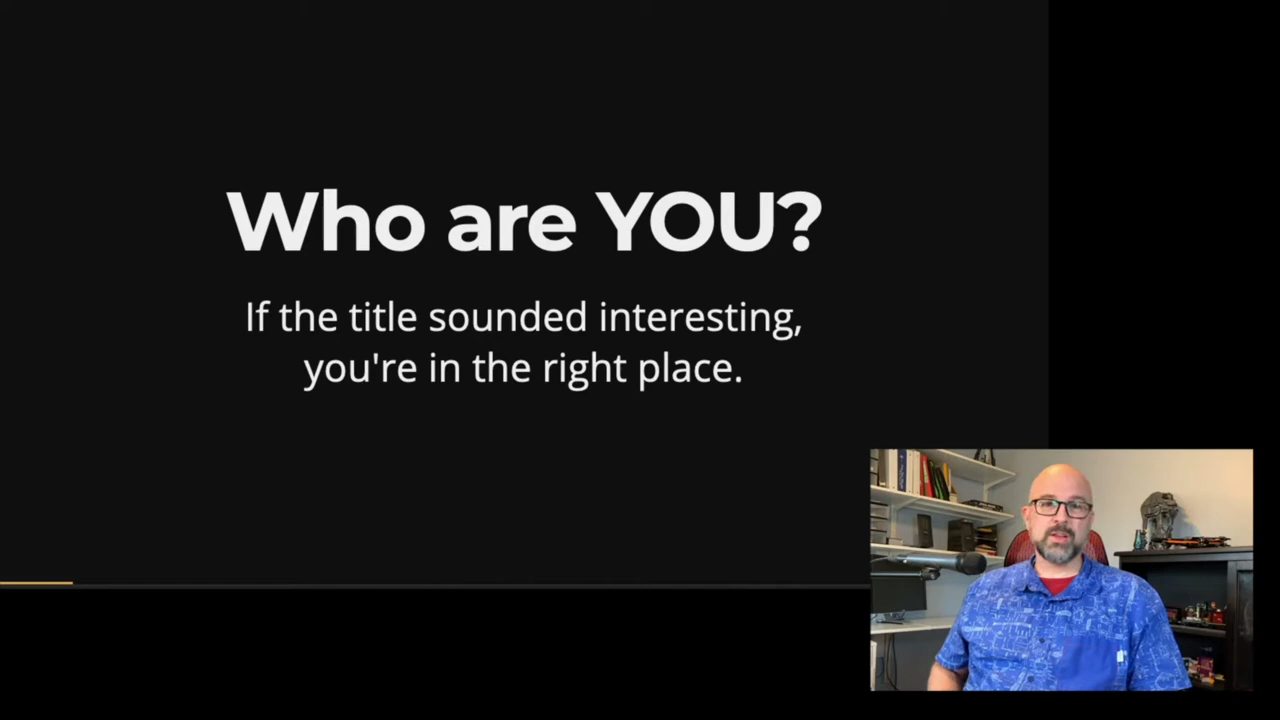 Who are YOU?
If the title sounded interesting,
you're in the right place.